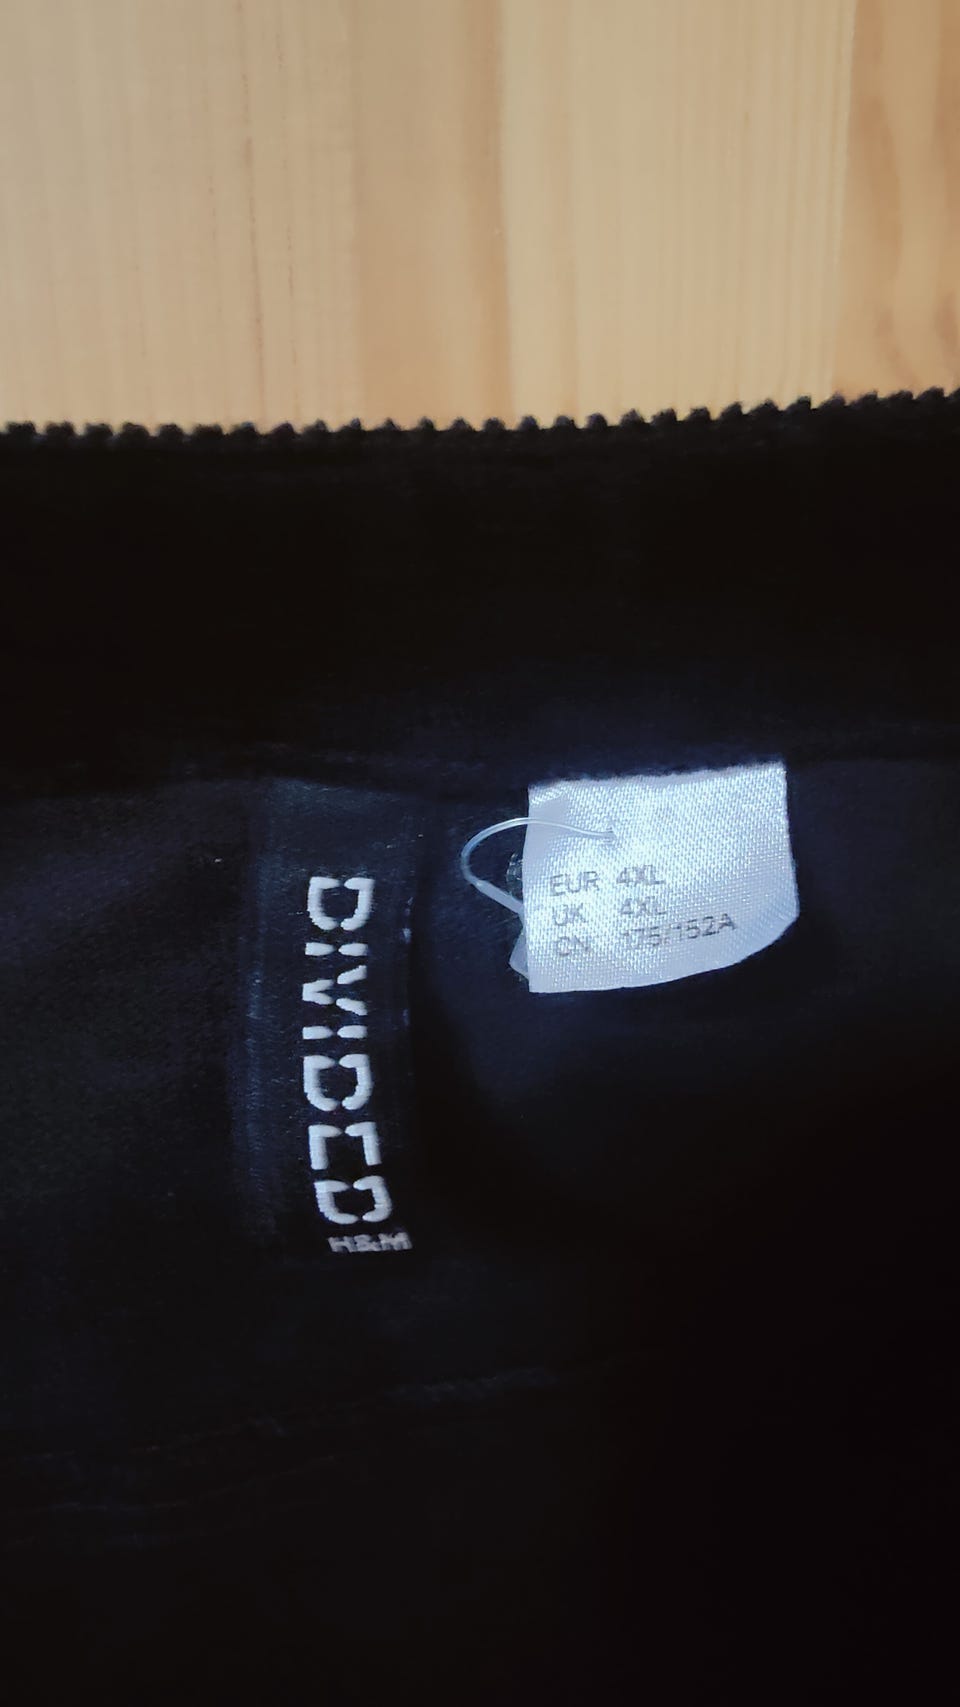 DIVIDED
H&M
EUR 4XL
UK 4XL
CN 175/152A